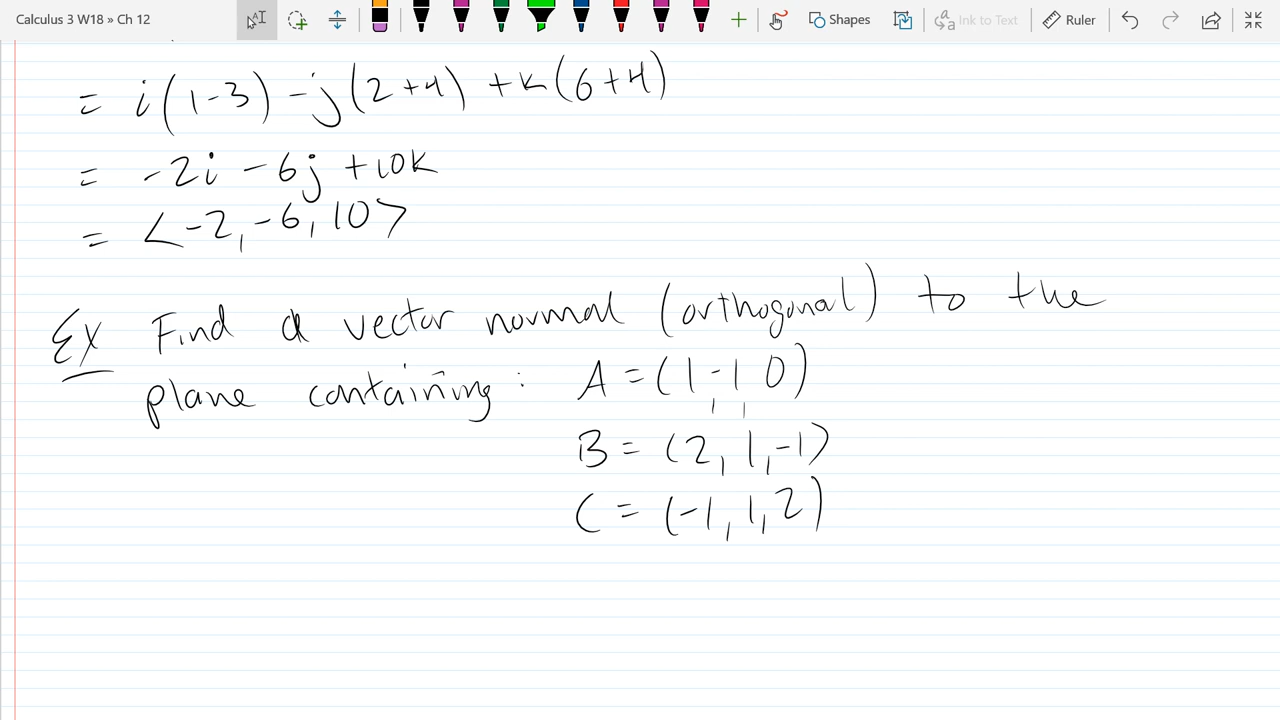 Calculus 3 W18 » Ch 12
Shapes
Ink to Text
Ruler
= i(1-3) -j(2+4) +k(6+4)
= -2i -6j +10k
= <-2, -6, 10>
Ex Find a vector normal (orthogonal) to the
plane containing: A = (1, -1, 0)
B = (2, 1, -1)
C = (-1, 1, 2)